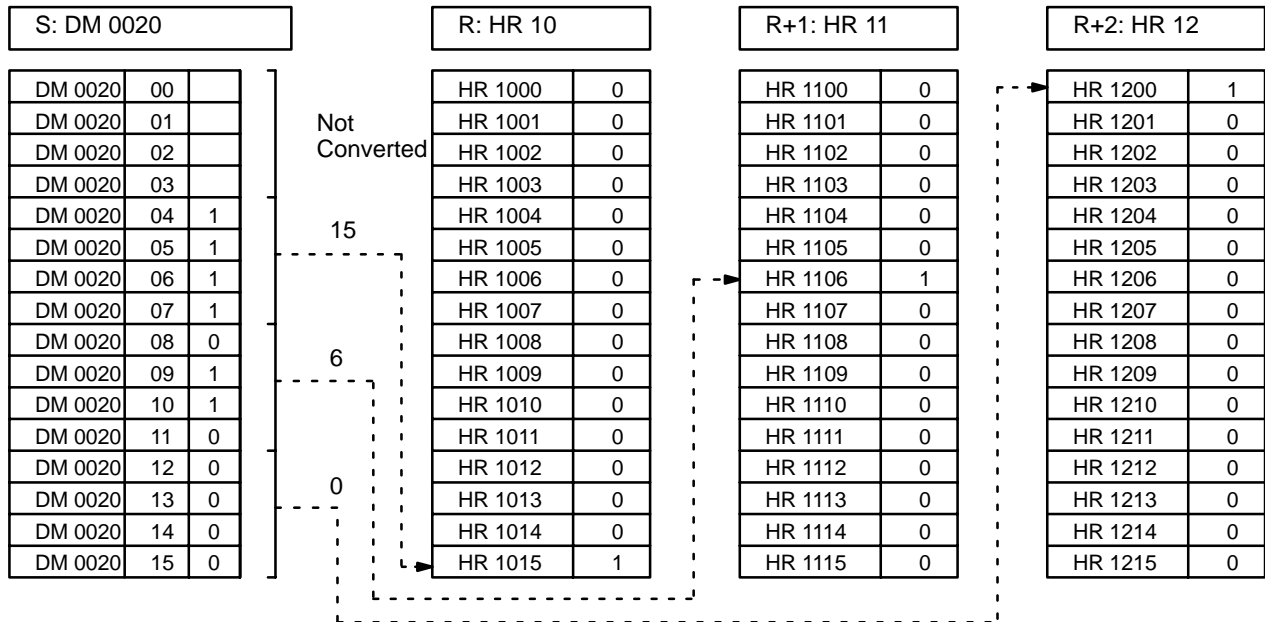 S: DM 0020 R: HR 10 R+1: HR 11 R+2: HR 12
DM 0020 00 HR 1000 0 HR 1100 0 HR 1200 1
DM 0020 01 Not HR 1001 0 HR 1101 0 HR 1201 0
DM 0020 02 Converted HR 1002 0 HR 1102 0 HR 1202 0
DM 0020 03 HR 1003 0 HR 1103 0 HR 1203 0
DM 0020 04 1 15 HR 1004 0 HR 1104 0 HR 1204 0
DM 0020 05 1 HR 1005 0 HR 1105 0 HR 1205 0
DM 0020 06 1 HR 1006 0 HR 1106 1 HR 1206 0
DM 0020 07 1 HR 1007 0 HR 1107 0 HR 1207 0
DM 0020 08 0 6 HR 1008 0 HR 1108 0 HR 1208 0
DM 0020 09 1 HR 1009 0 HR 1109 0 HR 1209 0
DM 0020 10 1 HR 1010 0 HR 1110 0 HR 1210 0
DM 0020 11 0 HR 1011 0 HR 1111 0 HR 1211 0
DM 0020 12 0 HR 1012 0 HR 1112 0 HR 1212 0
DM 0020 13 0 0 HR 1013 0 HR 1113 0 HR 1213 0
DM 0020 14 0 HR 1014 0 HR 1114 0 HR 1214 0
DM 0020 15 0 HR 1015 1 HR 1115 0 HR 1215 0